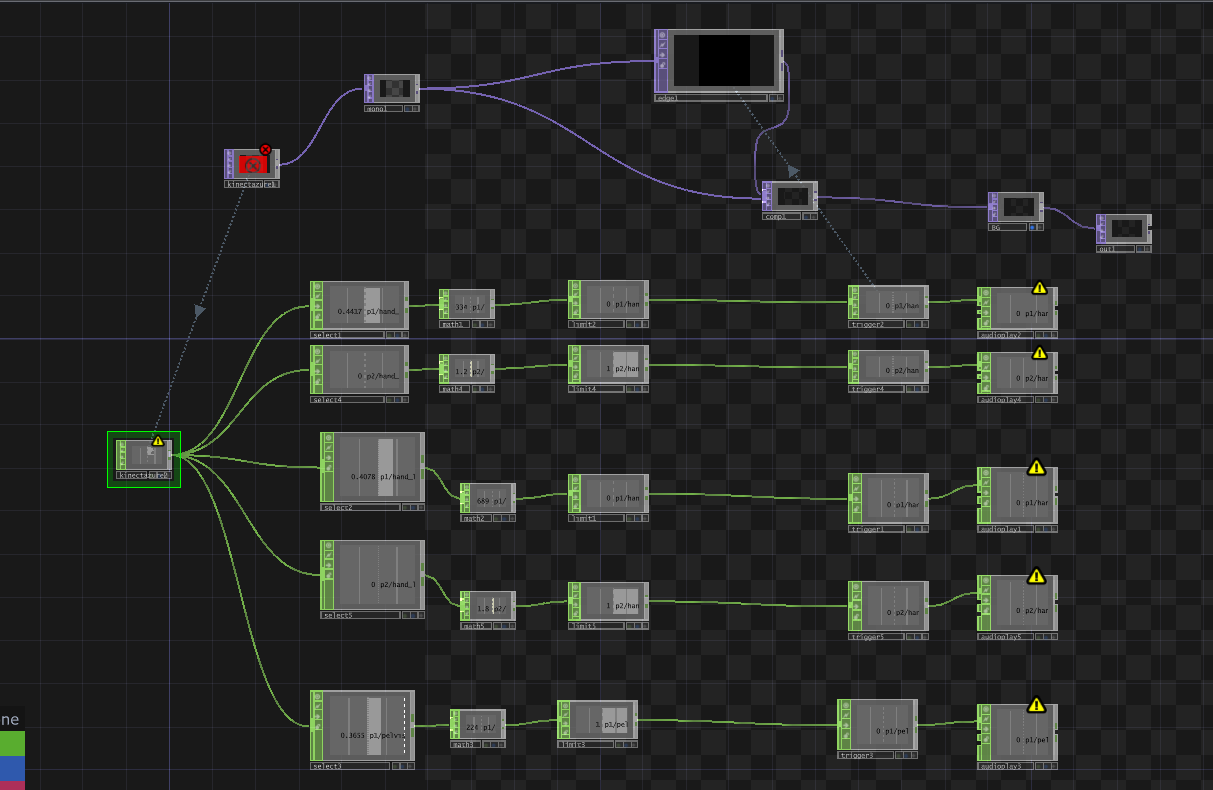 edge1
mono1
kinectazure1
comp1
BG
out1
0.4417 p1/hand_
select1
334 p1/
math1
0 p1/han
limit2
0 p1/han
trigger2
0 p1/har
audioplay2
0 p2/hand_
select4
1.2 p2/
math4
1 p2/han
limit4
0 p2/han
trigger4
0 p2/har
audioplay4
kinectazure2
0.4078 p1/hand_l
select2
689 p1/
math2
0 p1/han
limit1
0 p1/har
trigger1
0 p1/har
audioplay1
0 p2/hand_l
select5
1.8 p2/
math5
1 p2/han
limit5
0 p2/har
trigger5
0 p2/har
audioplay5
ne
0.3655 p1/pelvis
select3
224 p1/
math3
1 p1/pel
limit3
0 p1/pel
trigger3
0 p1/pel
audioplay3